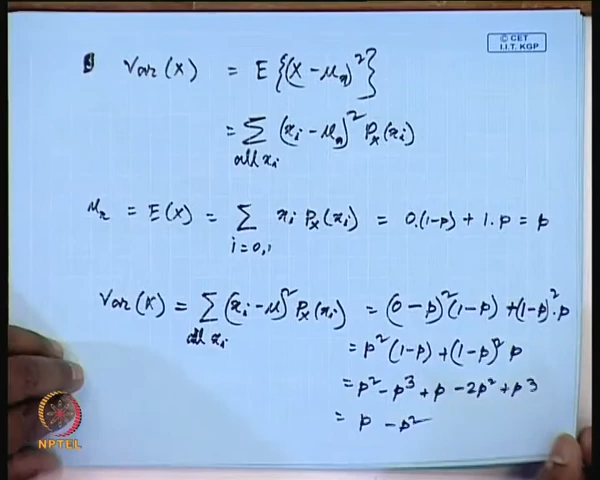 © CET
I.I.T. KGP
Var (X) = E {(X - μx)²}
= Σ (xi - μx)² Px(xi)
all xi
μx = E(X) = Σ xi Px(xi) = 0.(1-p) + 1.p = p
i=0,1
Var(X) = Σ (xi - μ)² Px(xi) = (0 - p)²(1-p) + (1-p)².p
all xi
= p²(1-p) + (1-p)² p
= p² - p³ + p - 2p² + p³
= p - p²
NPTEL